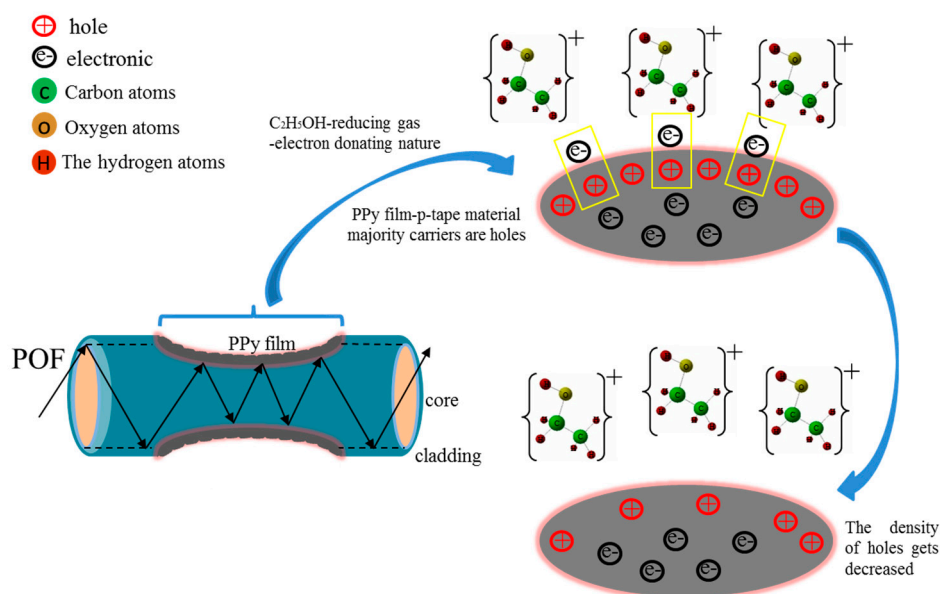 hole
e-
electronic
C
Carbon atoms
O
Oxygen atoms
H
The hydrogen atoms
C₂H₅OH-reducing gas
-electron donating nature
PPy film-p-tape material
majority carriers are holes
+
+
+
e-
e-
e-
e-
e-
e-
e-
e-
POF
PPy film
core
cladding
+
+
+
e-
e-
e-
e-
e-
The density
of holes gets
decreased